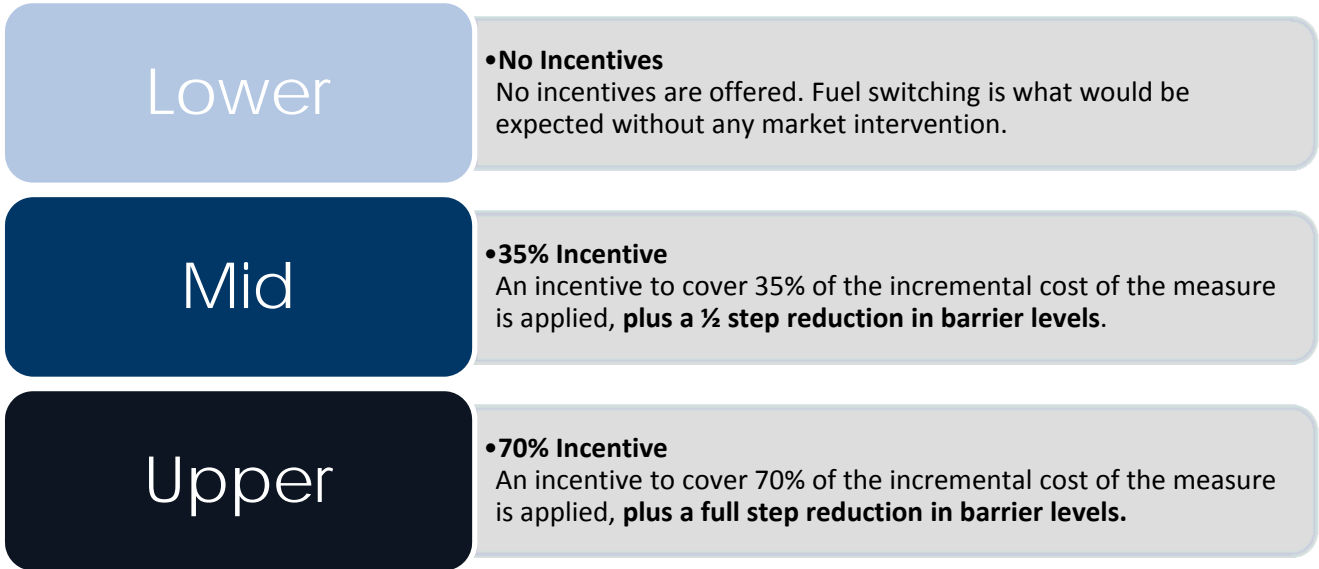 Lower
•No Incentives
No incentives are offered. Fuel switching is what would be
expected without any market intervention.
Mid
•35% Incentive
An incentive to cover 35% of the incremental cost of the measure
is applied, plus a ½ step reduction in barrier levels.
Upper
•70% Incentive
An incentive to cover 70% of the incremental cost of the measure
is applied, plus a full step reduction in barrier levels.